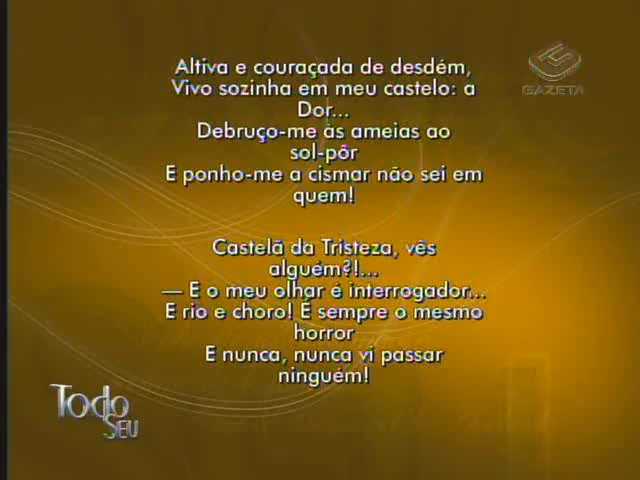 Altiva e couraçada de desdém,
Vivo sozinha em meu castelo: a
Dor...
Debruço-me às ameias ao
sol-pôr
E ponho-me a cismar não sei em
quem!
Castelã da Tristeza, vês
alguém?!...
— E o meu olhar é interrogador...
E rio e choro! É sempre o mesmo
horror
E nunca, nunca vi passar
ninguém!
GAZETA
Todo
SEU